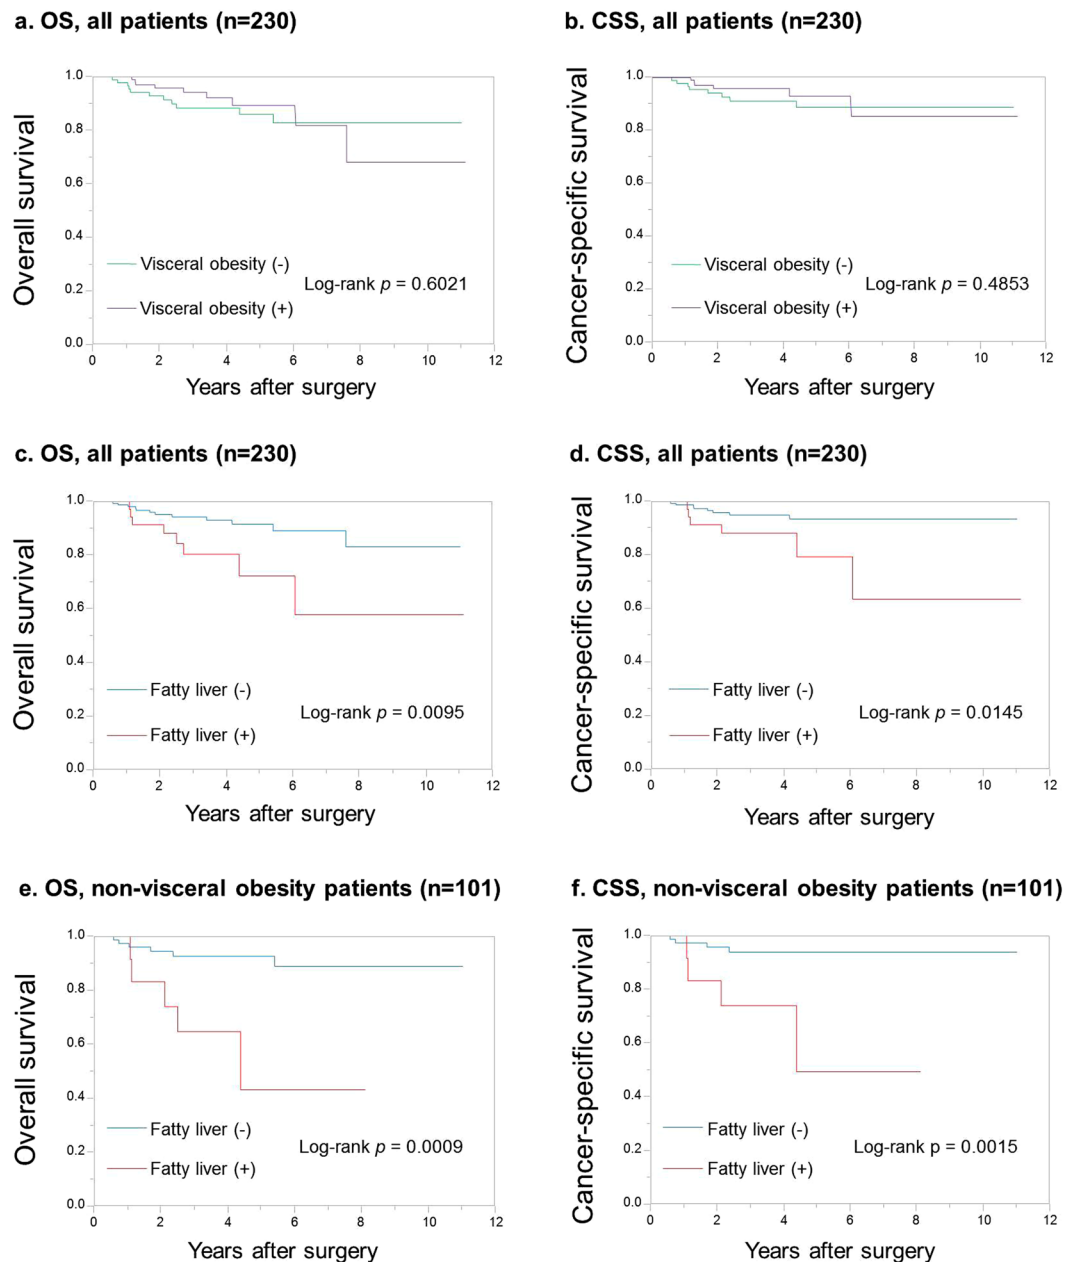 a. OS, all patients (n=230)
Overall survival
1.0
0.8
0.6
0.4
0.2
0.0
Visceral obesity (-)
Visceral obesity (+)
Log-rank p = 0.6021
0 2 4 6 8 10 12
Years after surgery
b. CSS, all patients (n=230)
Cancer-specific survival
1.0
0.8
0.6
0.4
0.2
0.0
Visceral obesity (-)
Visceral obesity (+)
Log-rank p = 0.4853
0 2 4 6 8 10 12
Years after surgery
c. OS, all patients (n=230)
Overall survival
1.0
0.8
0.6
0.4
0.2
0.0
Fatty liver (-)
Fatty liver (+)
Log-rank p = 0.0095
0 2 4 6 8 10 12
Years after surgery
d. CSS, all patients (n=230)
Cancer-specific survival
1.0
0.8
0.6
0.4
0.2
0.0
Fatty liver (-)
Fatty liver (+)
Log-rank p = 0.0145
0 2 4 6 8 10 12
Years after surgery
e. OS, non-visceral obesity patients (n=101)
Overall survival
1.0
0.8
0.6
0.4
0.2
0.0
Fatty liver (-)
Fatty liver (+)
Log-rank p = 0.0009
0 2 4 6 8 10 12
Years after surgery
f. CSS, non-visceral obesity patients (n=101)
Cancer-specific survival
1.0
0.8
0.6
0.4
0.2
0.0
Fatty liver (-)
Fatty liver (+)
Log-rank p = 0.0015
0 2 4 6 8 10 12
Years after surgery